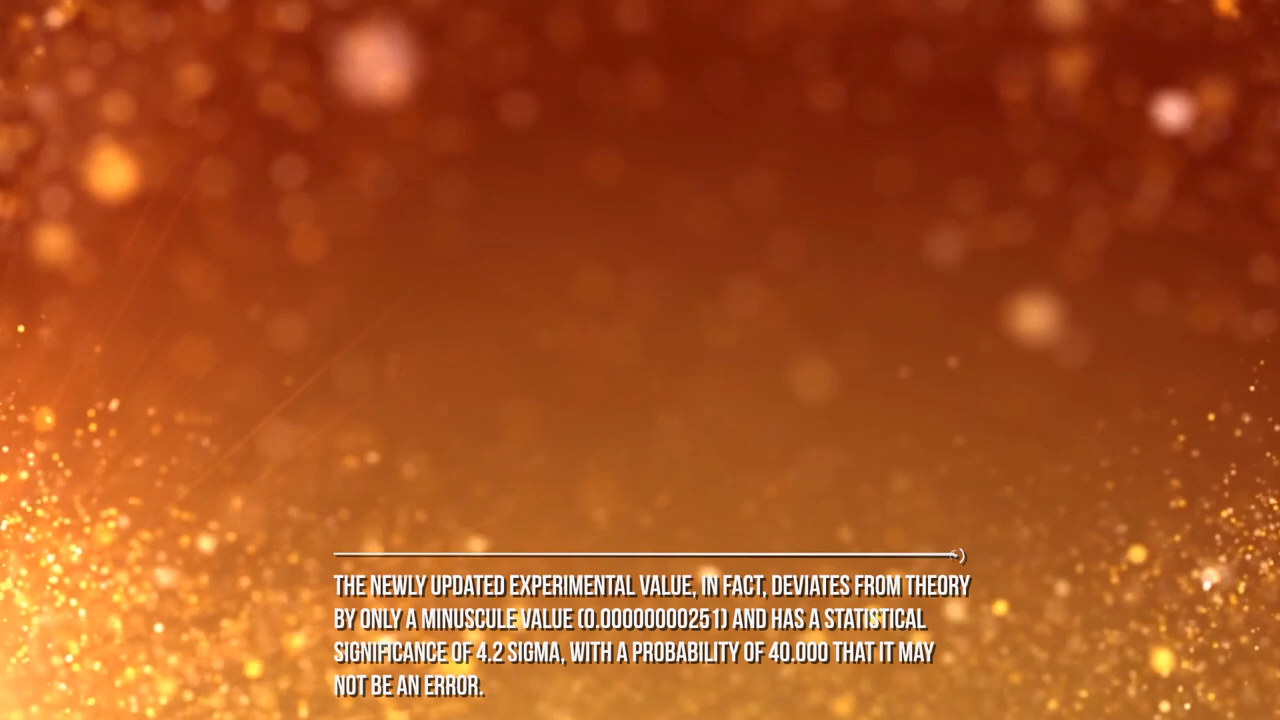 THE NEWLY UPDATED EXPERIMENTAL VALUE, IN FACT, DEVIATES FROM THEORY
BY ONLY A MINUSCULE VALUE (0.00000000251) AND HAS A STATISTICAL
SIGNIFICANCE OF 4.2 SIGMA, WITH A PROBABILITY OF 40.000 THAT IT MAY
NOT BE AN ERROR.